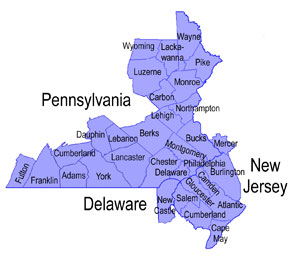 Wayne
Wyoming
Lacka-
wanna
Pike
Luzerne
Monroe
Carbon
Pennsylvania
Northampton
Lehigh
Dauphin
Lebanon
Berks
Bucks
Montgomery
Mercer
Cumberland
Lancaster
Chester
Philadelphia
Fulton
Franklin
Adams
York
Delaware
Camden
Burlington
New
Jersey
Gloucester
Delaware
New
Castle
Salem
Atlantic
Cumberland
Cape
May